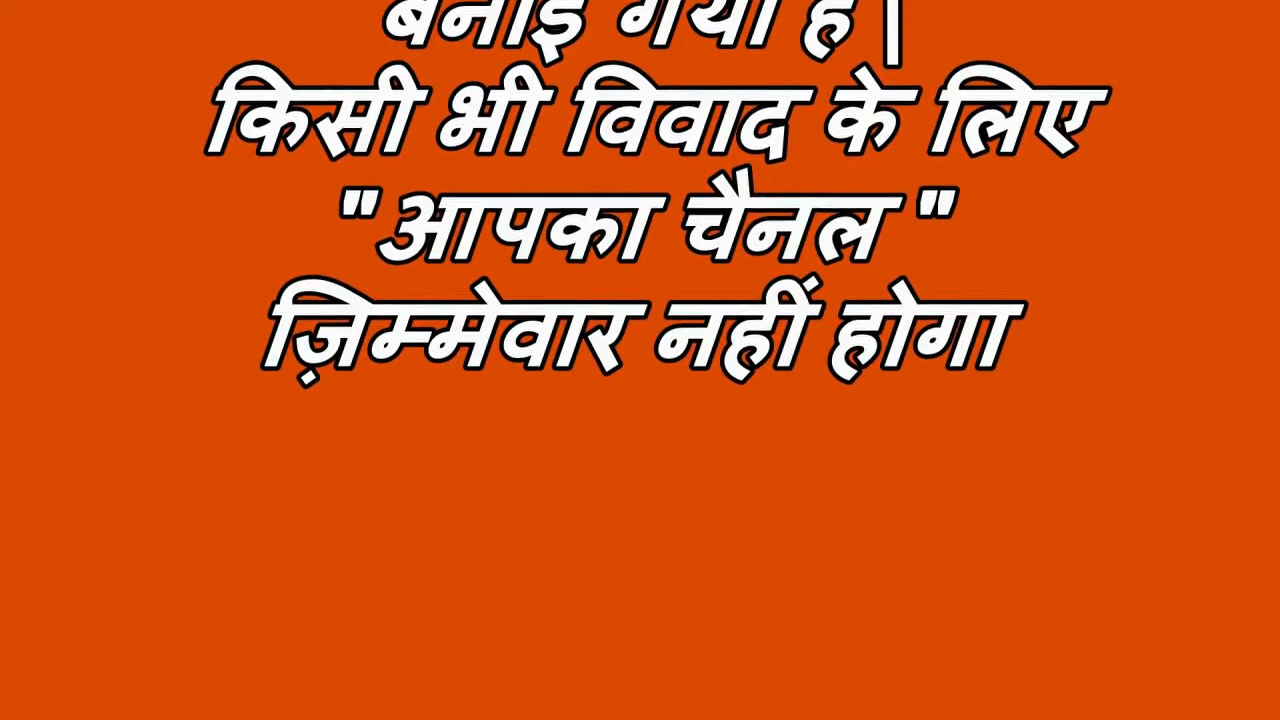 बनाई गयी है |
किसी भी विवाद के लिए
"आपका चैनल "
ज़िम्मेवार नहीं होगा